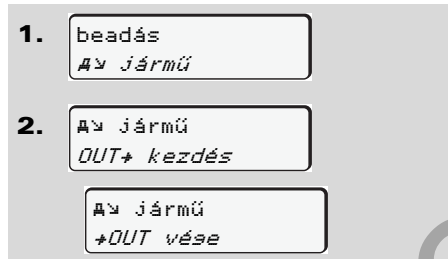 1. beadás
A↘ jármű
2. A↘ jármű
OUT→ kezdés
A↘ jármű
→OUT vége